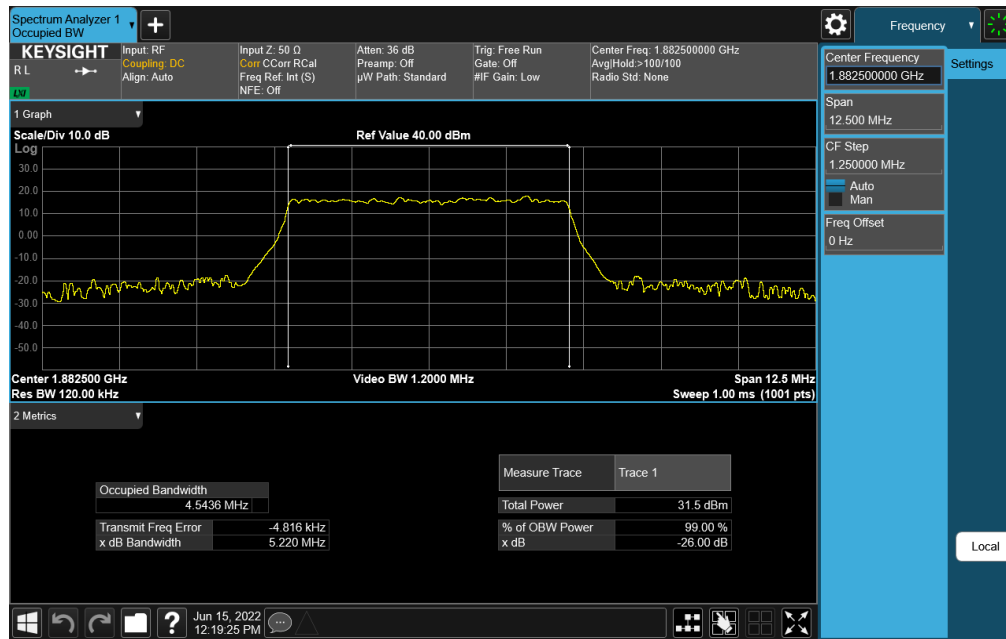 Spectrum Analyzer 1
Occupied BW
Frequency
KEYSIGHT
R L
LXI
Input: RF
Coupling: DC
Align: Auto
Input Z: 50 Ω
Corr CCorr RCal
Freq Ref: Int (S)
NFE: Off
Atten: 36 dB
Preamp: Off
µW Path: Standard
Trig: Free Run
Gate: Off
#IF Gain: Low
Center Freq: 1.882500000 GHz
Avg|Hold:>100/100
Radio Std: None
Center Frequency
1.882500000 GHz
Settings
Span
12.500 MHz
CF Step
1.250000 MHz
Auto
Man
Freq Offset
0 Hz
Local
1 Graph
Scale/Div 10.0 dB
Ref Value 40.00 dBm
Log
30.0
20.0
10.0
0.00
-10.0
-20.0
-30.0
-40.0
-50.0
Center 1.882500 GHz
Video BW 1.2000 MHz
Span 12.5 MHz
Res BW 120.00 kHz
Sweep 1.00 ms (1001 pts)
2 Metrics
Measure Trace
Trace 1
Occupied Bandwidth
4.5436 MHz
Total Power
31.5 dBm
Transmit Freq Error
-4.816 kHz
% of OBW Power
99.00 %
x dB Bandwidth
5.220 MHz
x dB
-26.00 dB
?
Jun 15, 2022
12:19:25 PM